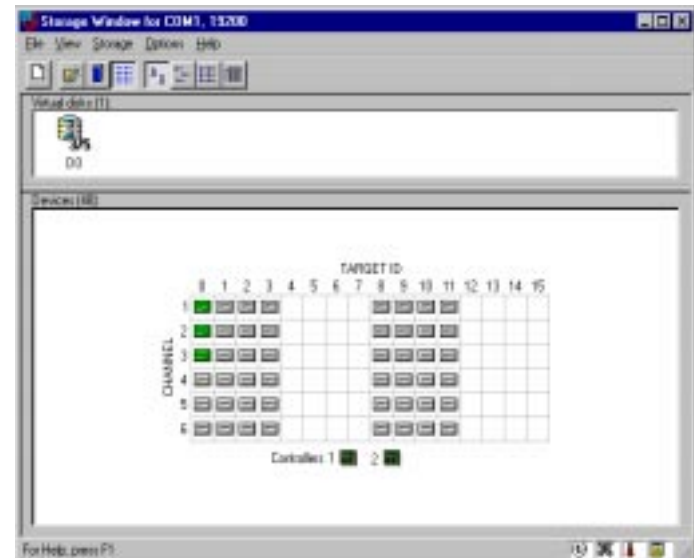 Storage Window for COM1, 19200
File View Storage Options Help
Virtual disks (1)
D0
Devices (48)
TARGET ID
0 1 2 3 4 5 6 7 8 9 10 11 12 13 14 15
CHANNEL
1
2
3
4
5
6
Controllers 1 2
For Help, press F1